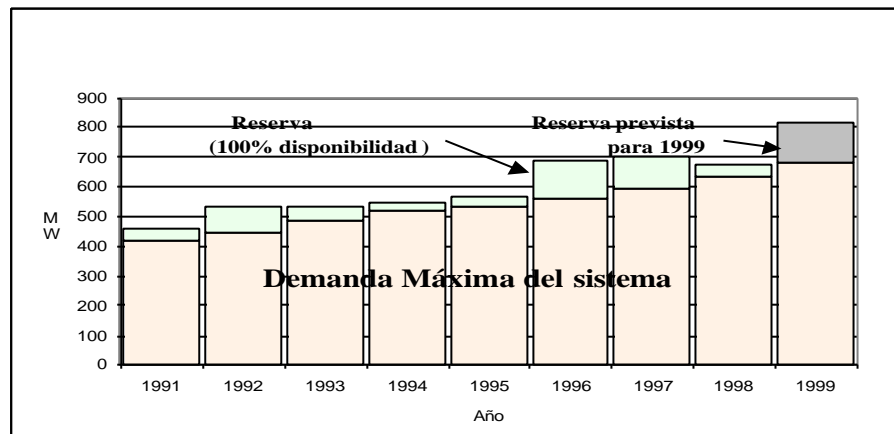 900
800
700
600
500
400
300
200
100
0
M
W
Reserva
(100% disponibilidad )
Reserva prevista
para 1999
Demanda Máxima del sistema
1991 1992 1993 1994 1995 1996 1997 1998 1999
Año